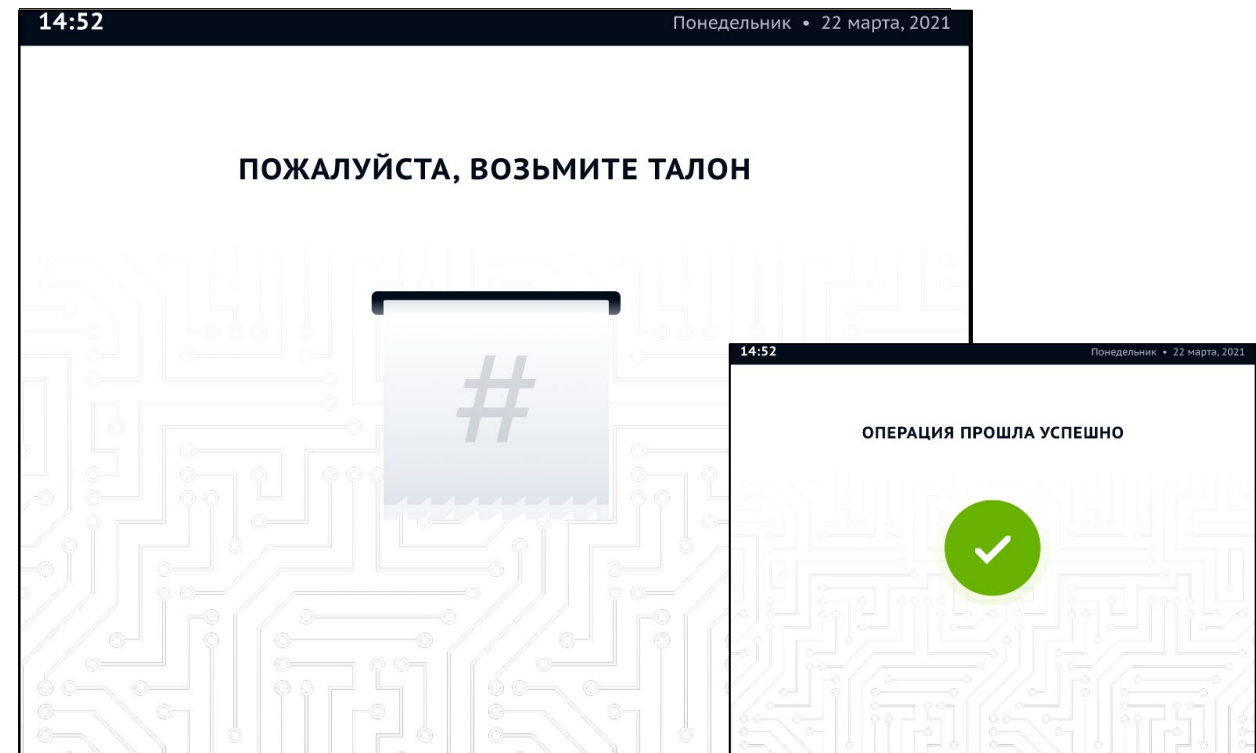 14:52 Понедельник • 22 марта, 2021
ПОЖАЛУЙСТА, ВОЗЬМИТЕ ТАЛОН
#
14:52 Понедельник • 22 марта, 2021
ОПЕРАЦИЯ ПРОШЛА УСПЕШНО